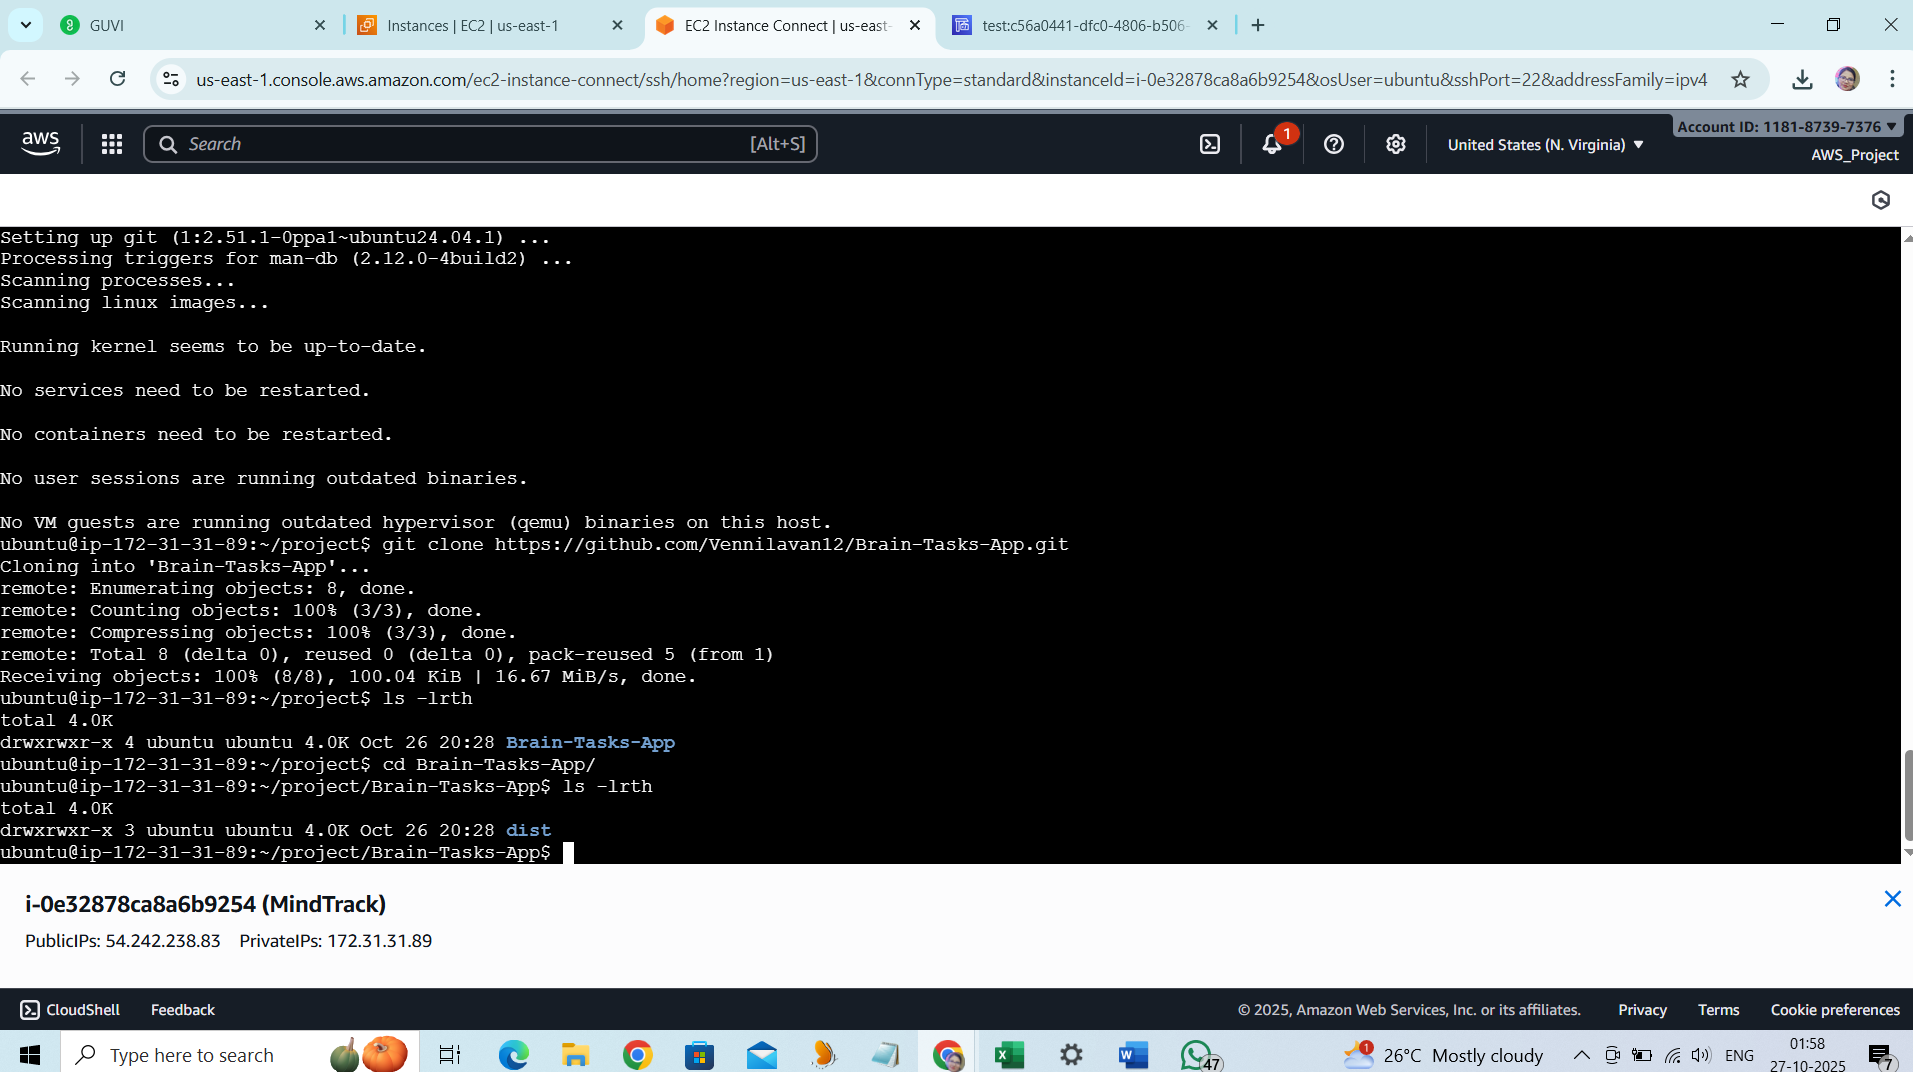 GUVI
Instances | EC2 | us-east-1
EC2 Instance Connect | us-east-
test:c56a0441-dfc0-4806-b506-
us-east-1.console.aws.amazon.com/ec2-instance-connect/ssh/home?region=us-east-1&connType=standard&instanceId=i-0e32878ca8a6b9254&osUser=ubuntu&sshPort=22&addressFamily=ipv4
aws
Search
[Alt+S]
1
United States (N. Virginia) ▼
Account ID: 1181-8739-7376 ▼
AWS_Project
Setting up git (1:2.51.1-0ppa1~ubuntu24.04.1) ...
Processing triggers for man-db (2.12.0-4build2) ...
Scanning processes...
Scanning linux images...
Running kernel seems to be up-to-date.
No services need to be restarted.
No containers need to be restarted.
No user sessions are running outdated binaries.
No VM guests are running outdated hypervisor (qemu) binaries on this host.
ubuntu@ip-172-31-31-89:~/project$ git clone https://github.com/Vennilavan12/Brain-Tasks-App.git
Cloning into 'Brain-Tasks-App'...
remote: Enumerating objects: 8, done.
remote: Counting objects: 100% (3/3), done.
remote: Compressing objects: 100% (3/3), done.
remote: Total 8 (delta 0), reused 0 (delta 0), pack-reused 5 (from 1)
Receiving objects: 100% (8/8), 100.04 KiB | 16.67 MiB/s, done.
ubuntu@ip-172-31-31-89:~/project$ ls -lrth
total 4.0K
drwxrwxr-x 4 ubuntu ubuntu 4.0K Oct 26 20:28 Brain-Tasks-App
ubuntu@ip-172-31-31-89:~/project$ cd Brain-Tasks-App/
ubuntu@ip-172-31-31-89:~/project/Brain-Tasks-App$ ls -lrth
total 4.0K
drwxrwxr-x 3 ubuntu ubuntu 4.0K Oct 26 20:28 dist
ubuntu@ip-172-31-31-89:~/project/Brain-Tasks-App$
i-0e32878ca8a6b9254 (MindTrack)
PublicIPs: 54.242.238.83 PrivateIPs: 172.31.31.89
CloudShell
Feedback
© 2025, Amazon Web Services, Inc. or its affiliates.
Privacy
Terms
Cookie preferences
Type here to search
47
1
26°C Mostly cloudy
ENG
01:58
27-10-2025
7